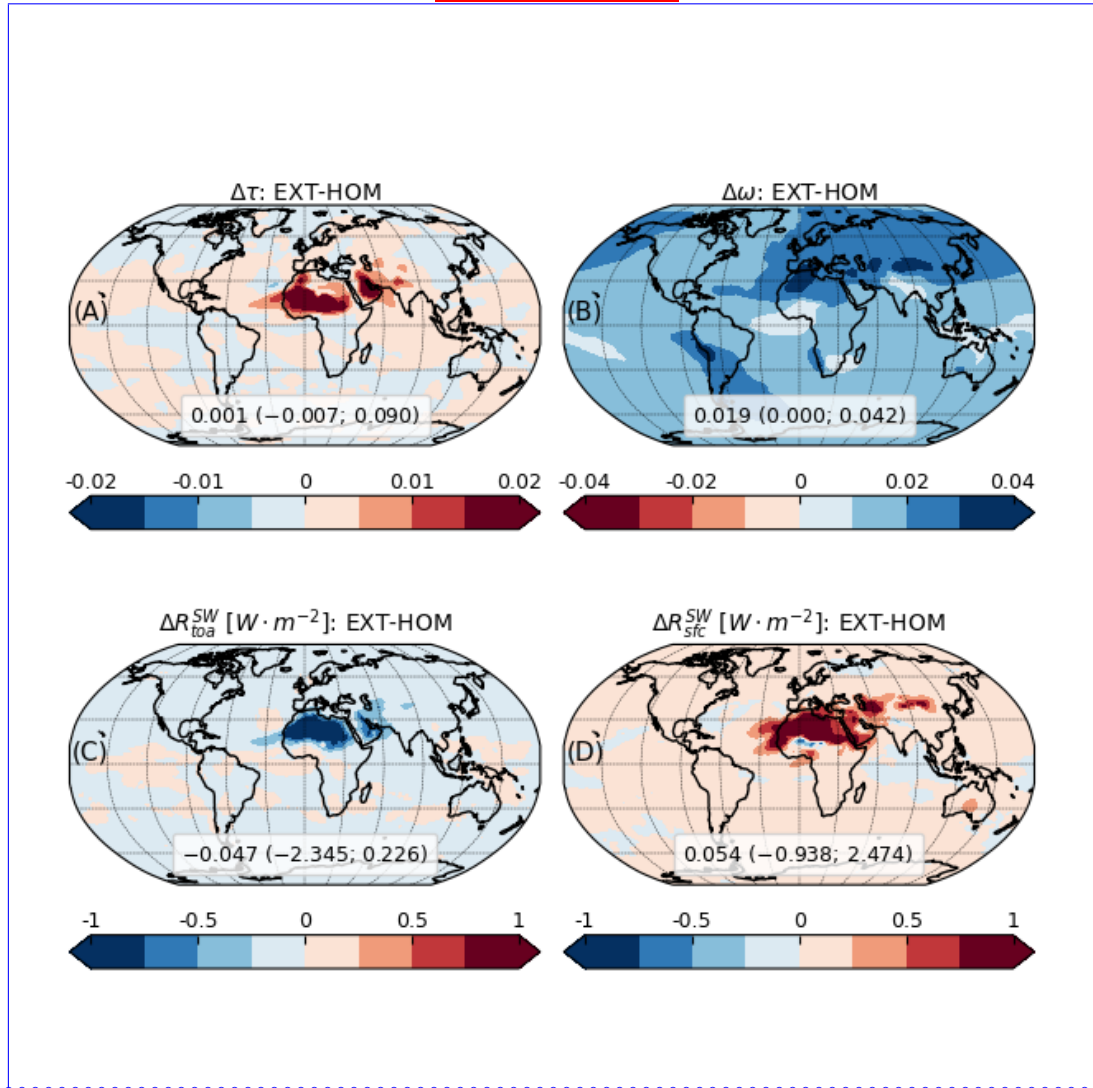 Δτ: EXT-HOM
Δω: EXT-HOM
(A)
(B)
0.001 (−0.007; 0.090)
0.019 (0.000; 0.042)
-0.02 -0.01 0 0.01 0.02
-0.04 -0.02 0 0.02 0.04
ΔR_{toa}^{SW} [W · m^{−2}]: EXT-HOM
ΔR_{sfc}^{SW} [W · m^{−2}]: EXT-HOM
(C)
(D)
−0.047 (−2.345; 0.226)
0.054 (−0.938; 2.474)
-1 -0.5 0 0.5 1
-1 -0.5 0 0.5 1